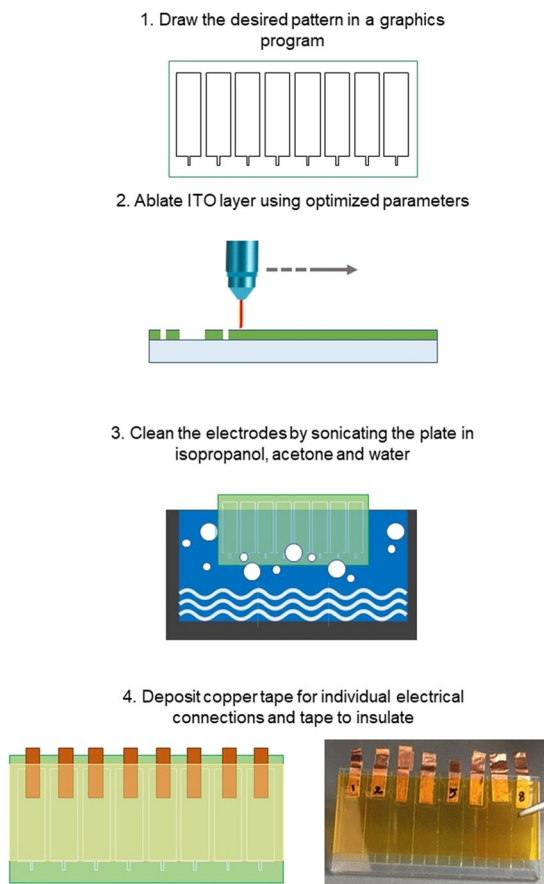 1. Draw the desired pattern in a graphics
program
2. Ablate ITO layer using optimized parameters
3. Clean the electrodes by sonicating the plate in
isopropanol, acetone and water
4. Deposit copper tape for individual electrical
connections and tape to insulate
1 2 5 8